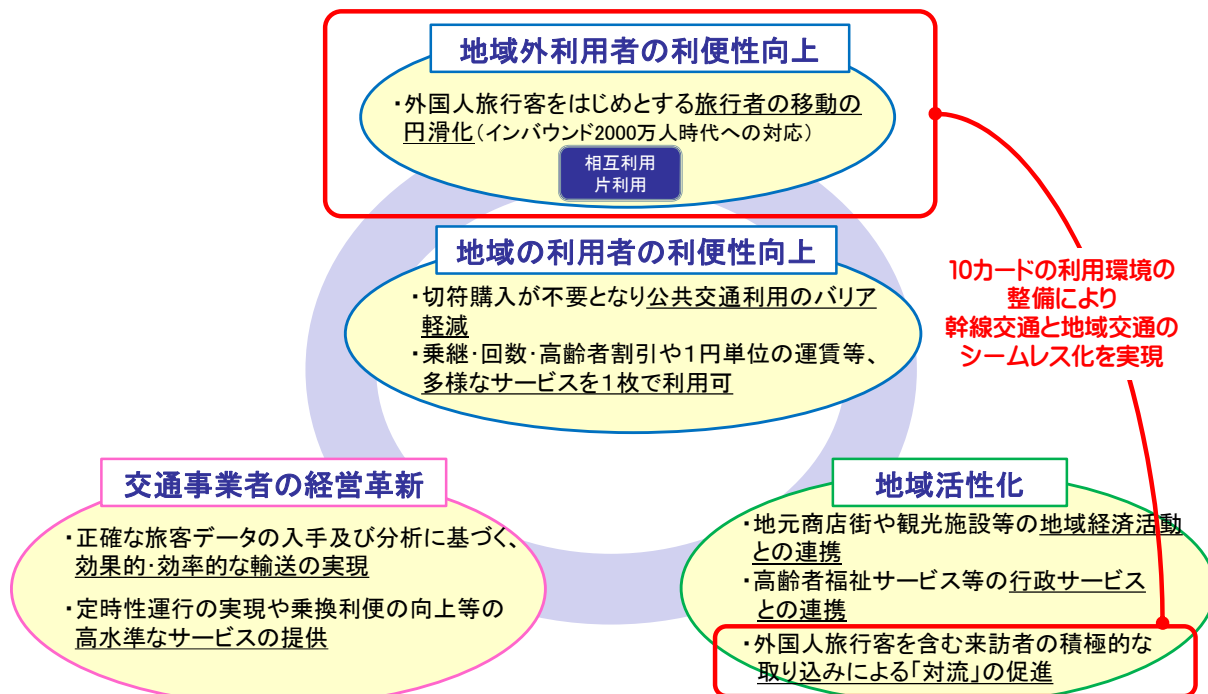 地域外利用者の利便性向上
・外国人旅行客をはじめとする旅行者の移動の
円滑化(インバウンド2000万人時代への対応)
相互利用
片利用
地域の利用者の利便性向上
・切符購入が不要となり公共交通利用のバリア
軽減
・乗継・回数・高齢者割引や1円単位の運賃等、
多様なサービスを1枚で利用可
10カードの利用環境の
整備により
幹線交通と地域交通の
シームレス化を実現
交通事業者の経営革新
・正確な旅客データの入手及び分析に基づく、
効果的・効率的な輸送の実現
・定時性運行の実現や乗換利便の向上等の
高水準なサービスの提供
地域活性化
・地元商店街や観光施設等の地域経済活動
との連携
・高齢者福祉サービス等の行政サービス
との連携
・外国人旅行客を含む来訪者の積極的な
取り込みによる「対流」の促進